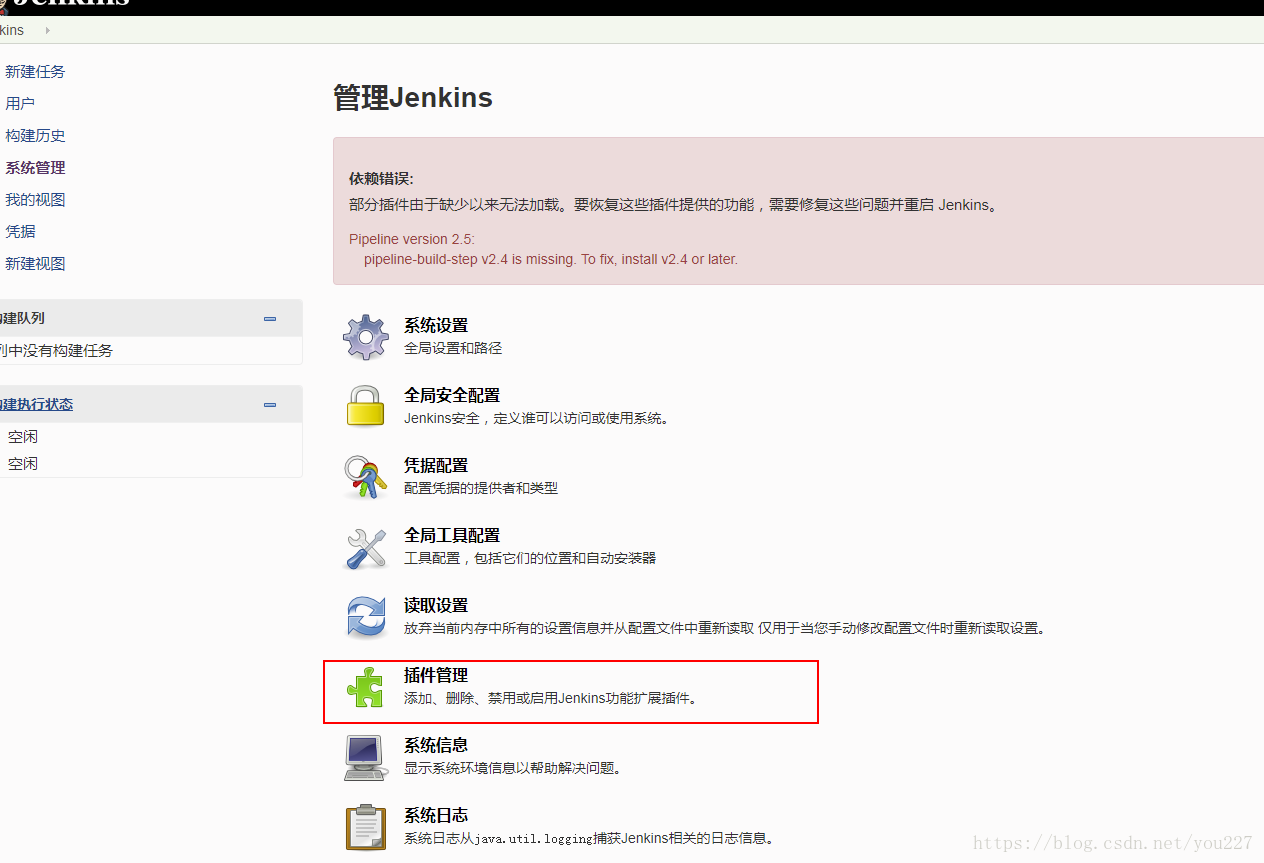 Jenkins
kins
新建任务
用户
构建历史
系统管理
我的视图
凭据
新建视图
建队列
列中没有构建任务
建执行状态
空闲
空闲
管理Jenkins
依赖错误:
部分插件由于缺少以来无法加载。要恢复这些插件提供的功能，需要修复这些问题并重启 Jenkins。
Pipeline version 2.5:
pipeline-build-step v2.4 is missing. To fix, install v2.4 or later.
系统设置
全局设置和路径
全局安全配置
Jenkins安全，定义谁可以访问或使用系统。
凭据配置
配置凭据的提供者和类型
全局工具配置
工具配置，包括它们的位置和自动安装器
读取设置
放弃当前内存中所有的设置信息并从配置文件中重新读取 仅用于当您手动修改配置文件时重新读取设置。
插件管理
添加、删除、禁用或启用Jenkins功能扩展插件。
系统信息
显示系统环境信息以帮助解决问题。
系统日志
系统日志从java.util.logging捕获Jenkins相关的日志信息。
https://blog.csdn.net/you227